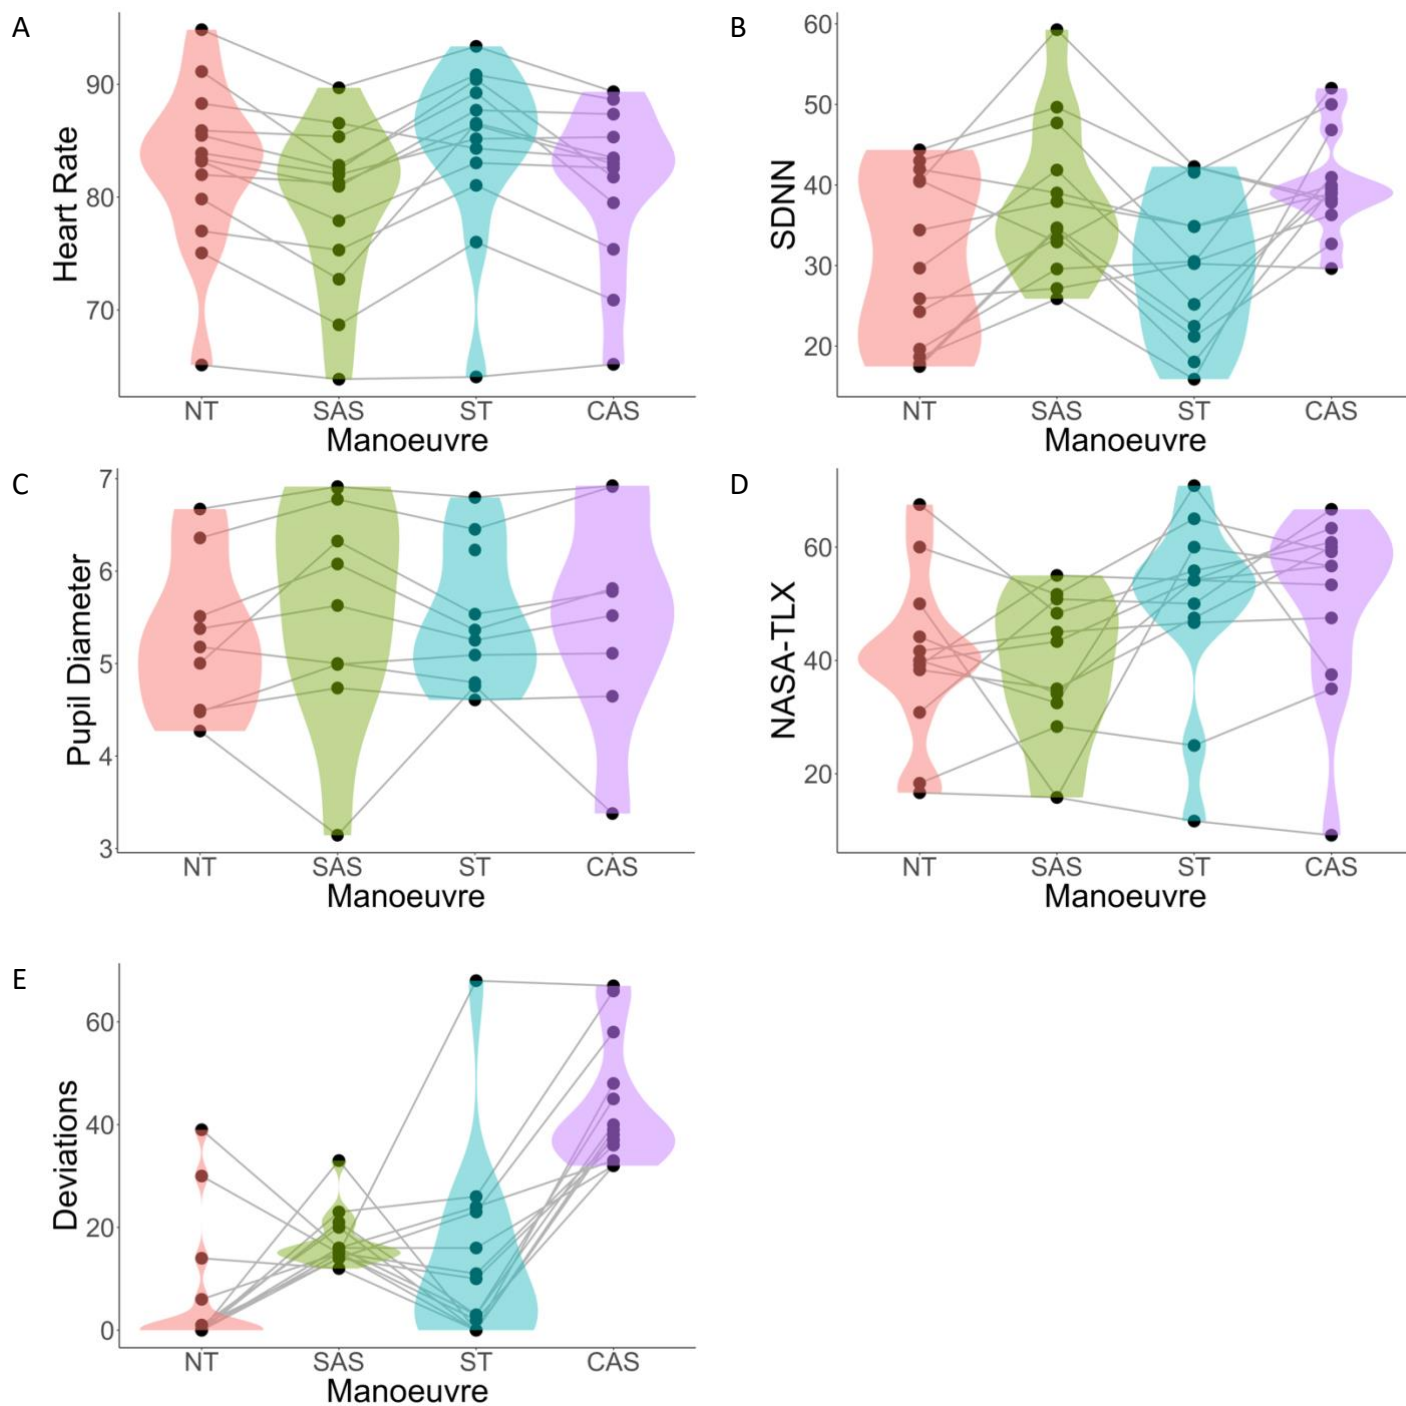 A
Heart Rate
90
80
70
NT SAS ST CAS
Manoeuvre
B
SDNN
60
50
40
30
20
NT SAS ST CAS
Manoeuvre
C
Pupil Diameter
7
6
5
4
3
NT SAS ST CAS
Manoeuvre
D
NASA-TLX
60
40
20
NT SAS ST CAS
Manoeuvre
E
Deviations
60
40
20
0
NT SAS ST CAS
Manoeuvre